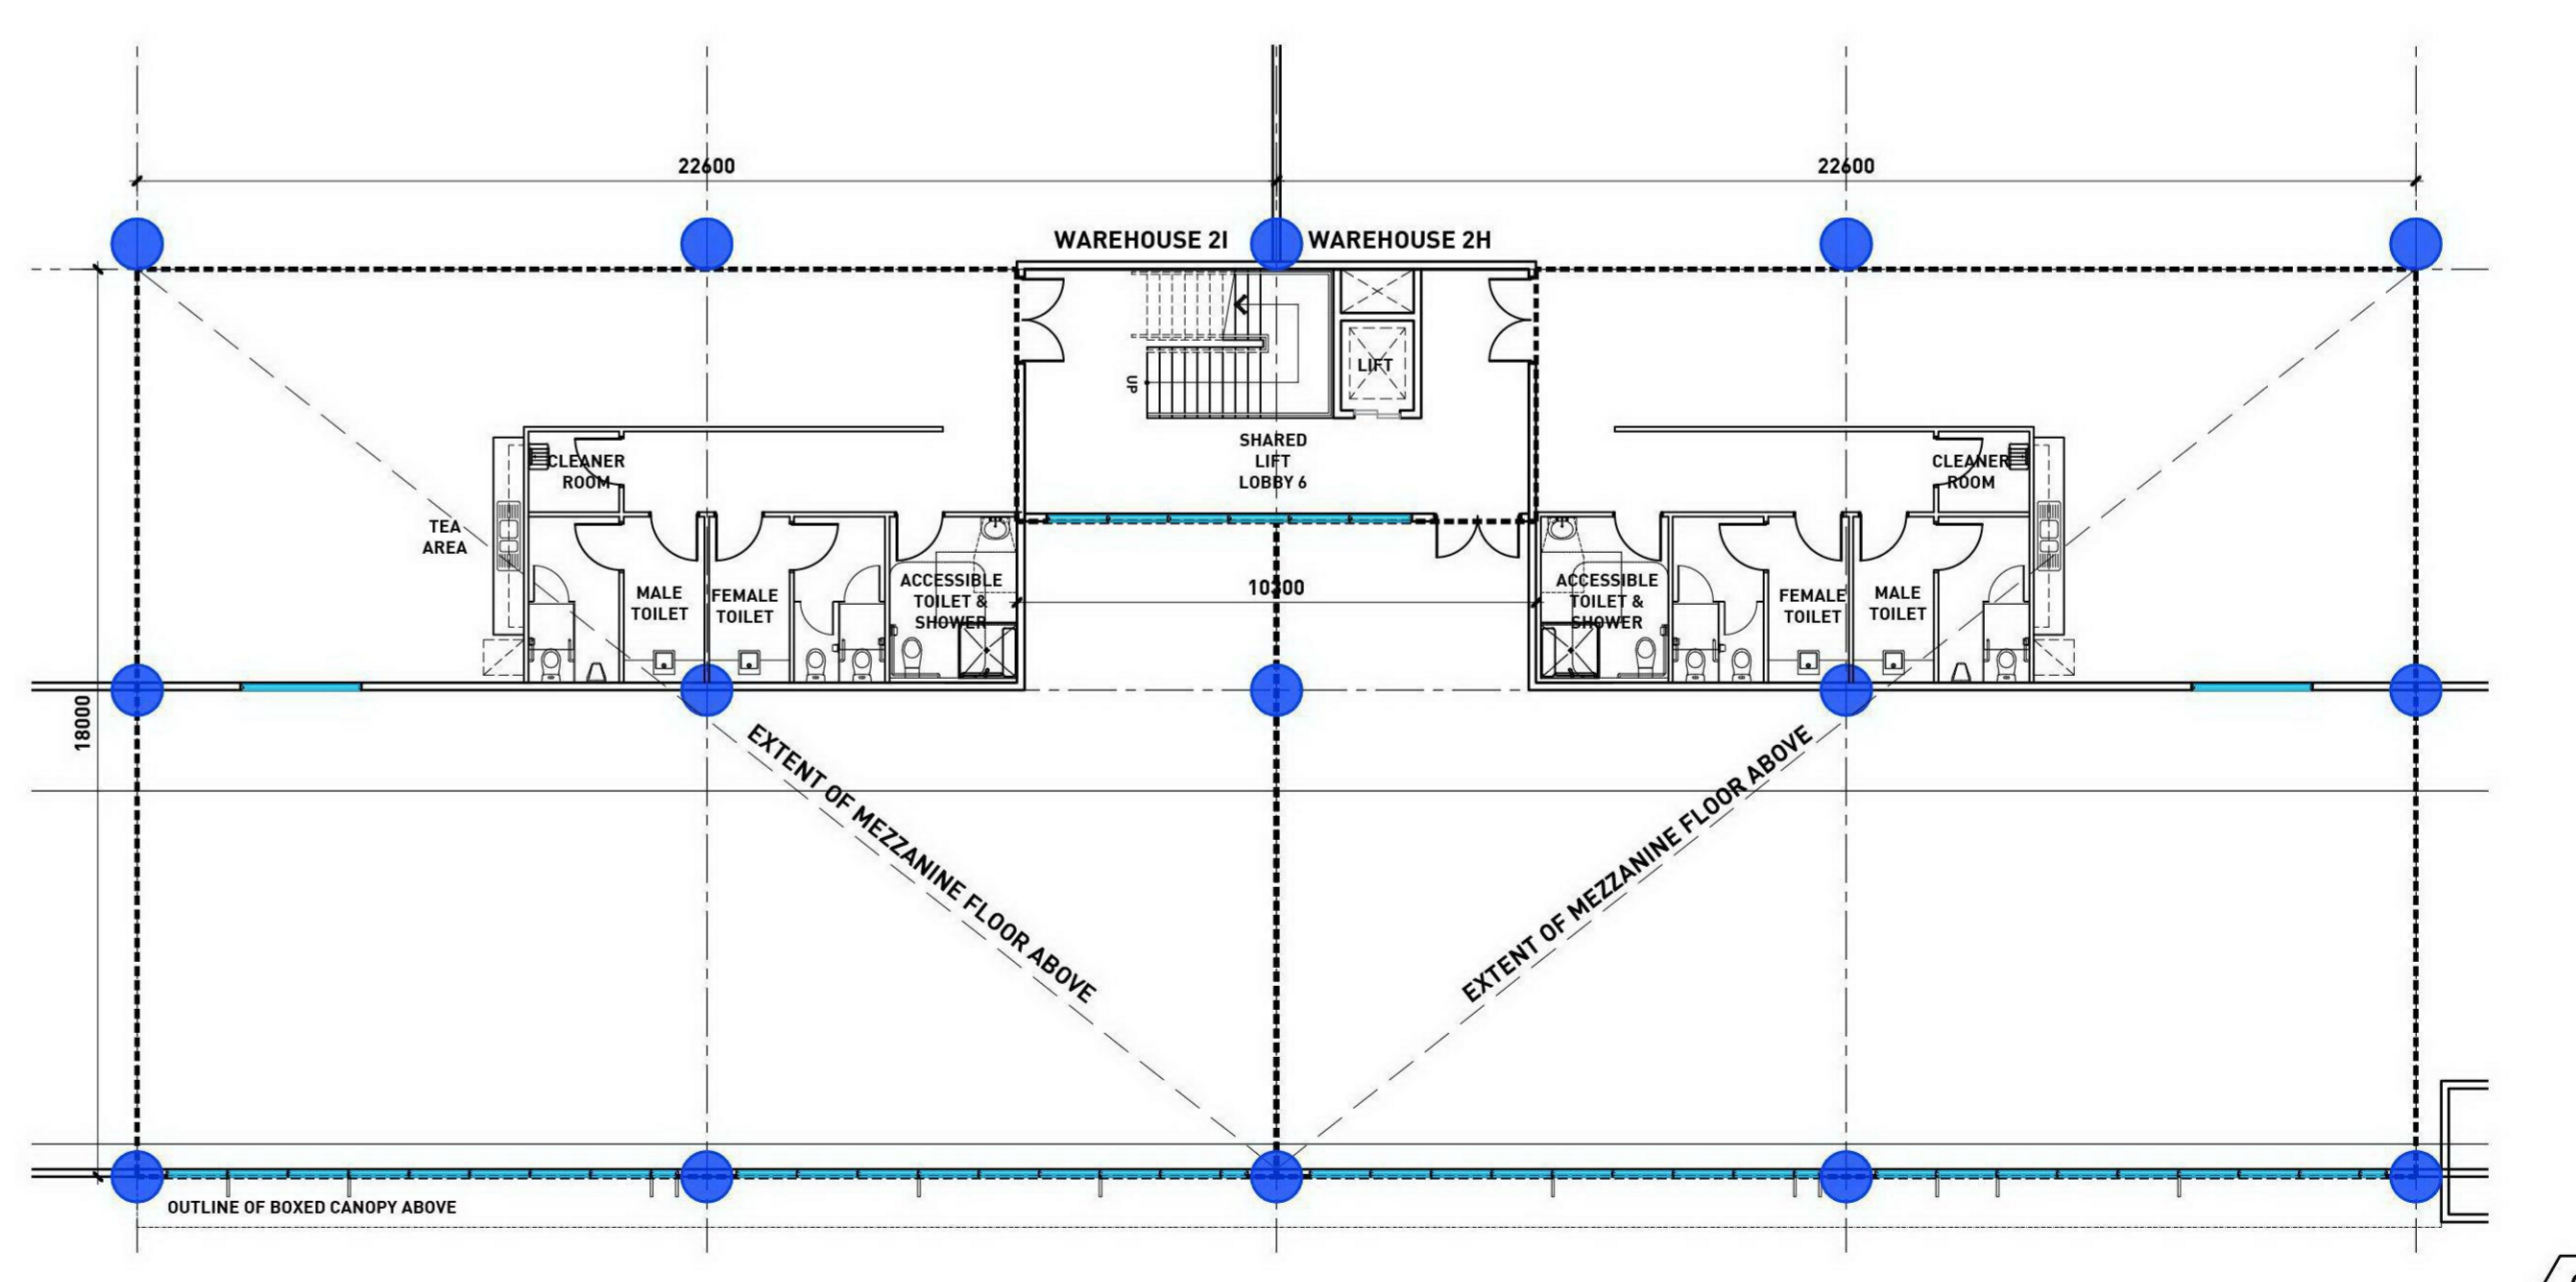 22600
22600
WAREHOUSE 2I
WAREHOUSE 2H
LIFT
UP
SHARED
LIFT
LOBBY 6
CLEANER
ROOM
CLEANER
ROOM
TEA
AREA
MALE
TOILET
FEMALE
TOILET
ACCESSIBLE
TOILET &
SHOWER
10300
ACCESSIBLE
TOILET &
SHOWER
FEMALE
TOILET
MALE
TOILET
18000
EXTENT OF MEZZANINE FLOOR ABOVE
EXTENT OF MEZZANINE FLOOR ABOVE
OUTLINE OF BOXED CANOPY ABOVE